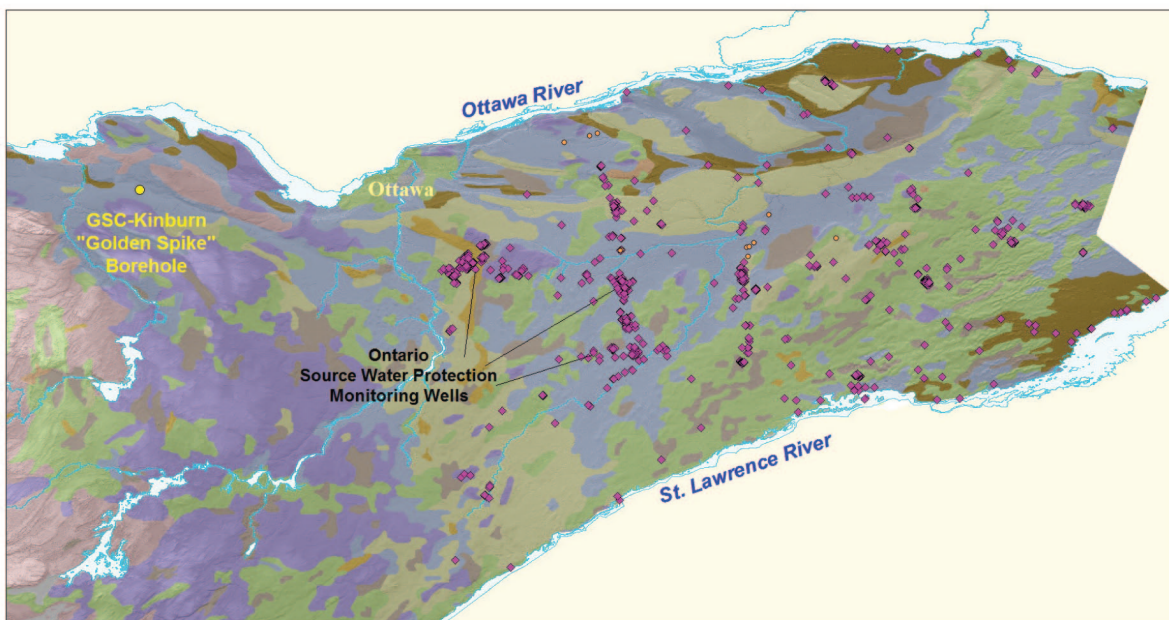 Ottawa River
Ottawa
GSC-Kinburn
"Golden Spike"
Borehole
Ontario
Source Water Protection
Monitoring Wells
St. Lawrence River